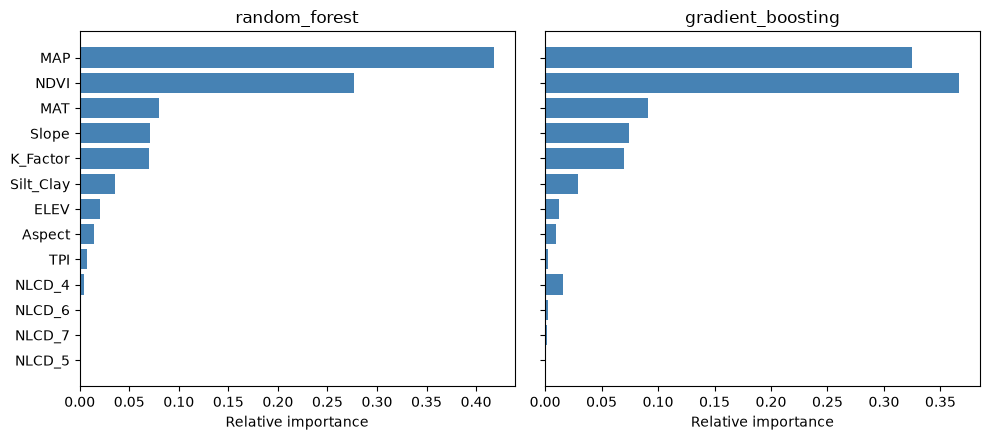 random_forest
gradient_boosting
MAP
NDVI
MAT
Slope
K_Factor
Silt_Clay
ELEV
Aspect
TPI
NLCD_4
NLCD_6
NLCD_7
NLCD_5
0.00 0.05 0.10 0.15 0.20 0.25 0.30 0.35 0.40
0.00 0.05 0.10 0.15 0.20 0.25 0.30 0.35
Relative importance
Relative importance